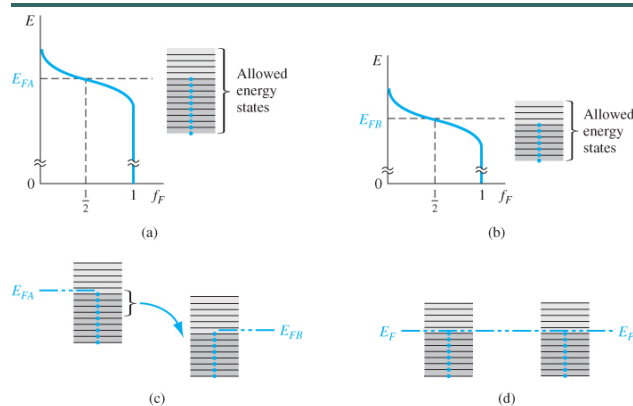 E
E_FA
Allowed
energy
states
0
1/2
1
f_F
(a)
E
E_FB
Allowed
energy
states
0
1/2
1
f_F
(b)
E_FA
E_FB
(c)
E_F
E_F
(d)